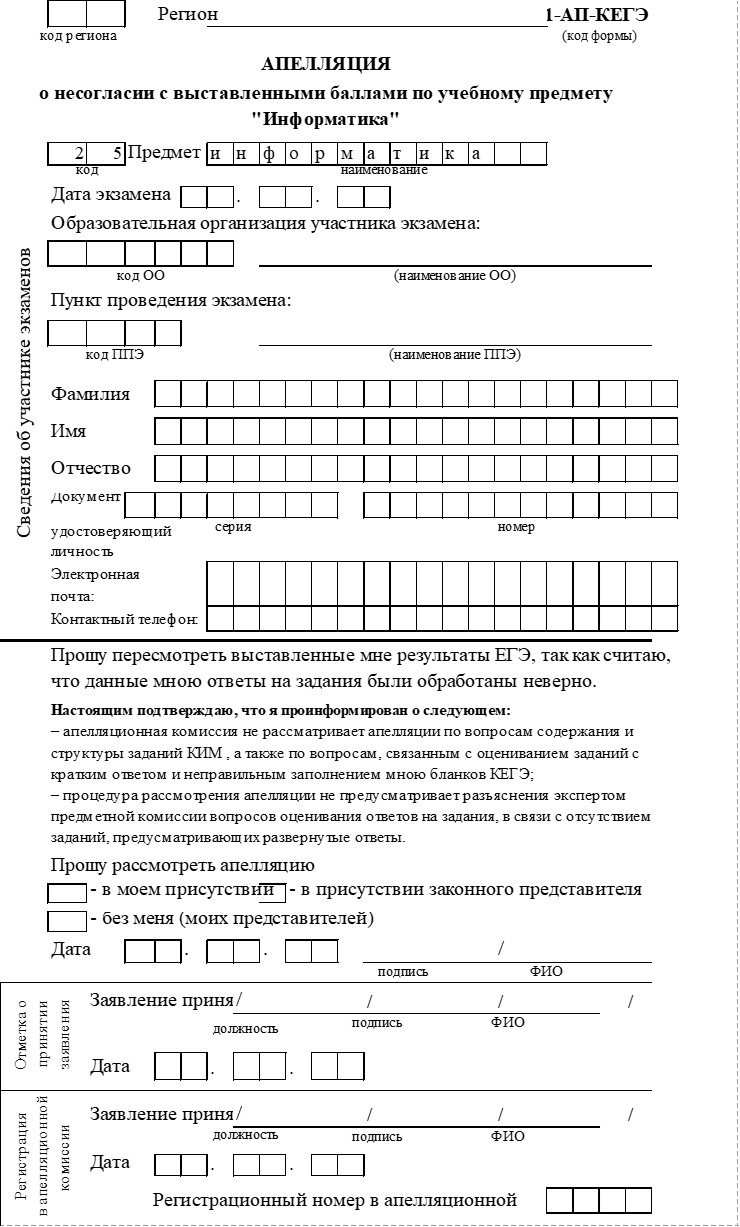 Регион 1-АП-КЕГЭ
код региона (код формы)
АПЕЛЛЯЦИЯ
о несогласии с выставленными баллами по учебному предмету
"Информатика"
2 5 Предмет и н ф о р м а т и к а
код наименование
Дата экзамена . .
Образовательная организация участника экзамена:
код ОО (наименование ОО)
Пункт проведения экзамена:
код ППЭ (наименование ППЭ)
Сведения об участнике экзаменов
Фамилия
Имя
Отчество
Документ
серия номер
удостоверяющий
личность
Электронная
почта:
Контактный телефон:
Прошу пересмотреть выставленные мне результаты ЕГЭ, так как считаю,
что данные мною ответы на задания были обработаны неверно.
Настоящим подтверждаю, что я проинформирован о следующем:
– апелляционная комиссия не рассматривает апелляции по вопросам содержания и
структуры заданий КИМ , а также по вопросам, связанным с оцениванием заданий с
кратким ответом и неправильным заполнением мною бланков КЕГЭ;
– процедура рассмотрения апелляции не предусматривает разъяснения экспертом
предметной комиссии вопросов оценивания ответов на задания, в связи с отсутствием
заданий, предусматривающих развернутые ответы.
Прошу рассмотреть апелляцию
- в моем присутствии - в присутствии законного представителя
- без меня (моих представителей)
Дата . . /
подпись ФИО
Отметка о
принятии
заявления
Заявление приня/ / / /
должность подпись ФИО
Дата . .
Регистрация
в апелляционной
комиссии
Заявление приня/ / / /
должность подпись ФИО
Дата . .
Регистрационный номер в апелляционной